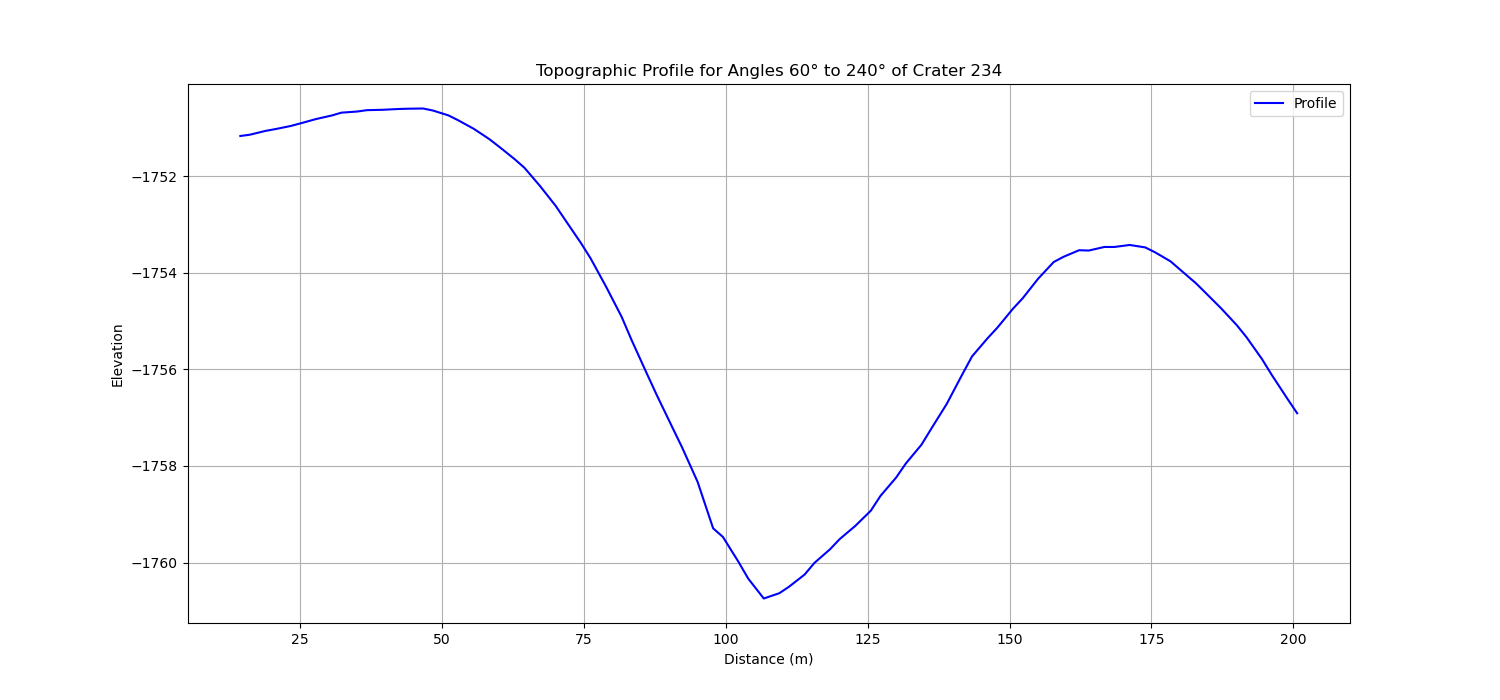 Topographic Profile for Angles 60° to 240° of Crater 234
Profile
−1752
−1754
−1756
−1758
−1760
Elevation
25 50 75 100 125 150 175 200
Distance (m)